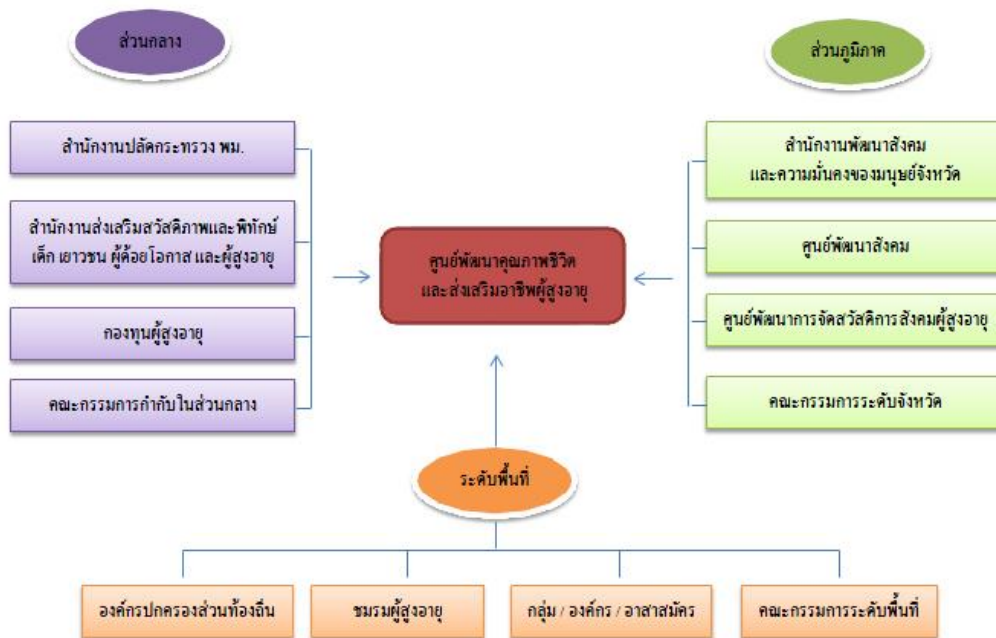 ส่วนกลาง
ส่วนภูมิภาค
สำนักงานปลัดกระทรวง พม.
สำนักงานส่งเสริมสวัสดิภาพและพิทักษ์
เด็ก เยาวชน ผู้ด้อยโอกาส และผู้สูงอายุ
กองทุนผู้สูงอายุ
คณะกรรมการกำกับในส่วนกลาง
ศูนย์พัฒนาคุณภาพชีวิต
และส่งเสริมอาชีพผู้สูงอายุ
สำนักงานพัฒนาสังคม
และความมั่นคงของมนุษย์จังหวัด
ศูนย์พัฒนาสังคม
ศูนย์พัฒนาการจัดสวัสดิการสังคมผู้สูงอายุ
คณะกรรมการระดับจังหวัด
ระดับพื้นที่
องค์กรปกครองส่วนท้องถิ่น
ชมรมผู้สูงอายุ
กลุ่ม / องค์กร / อาสาสมัคร
คณะกรรมการระดับพื้นที่